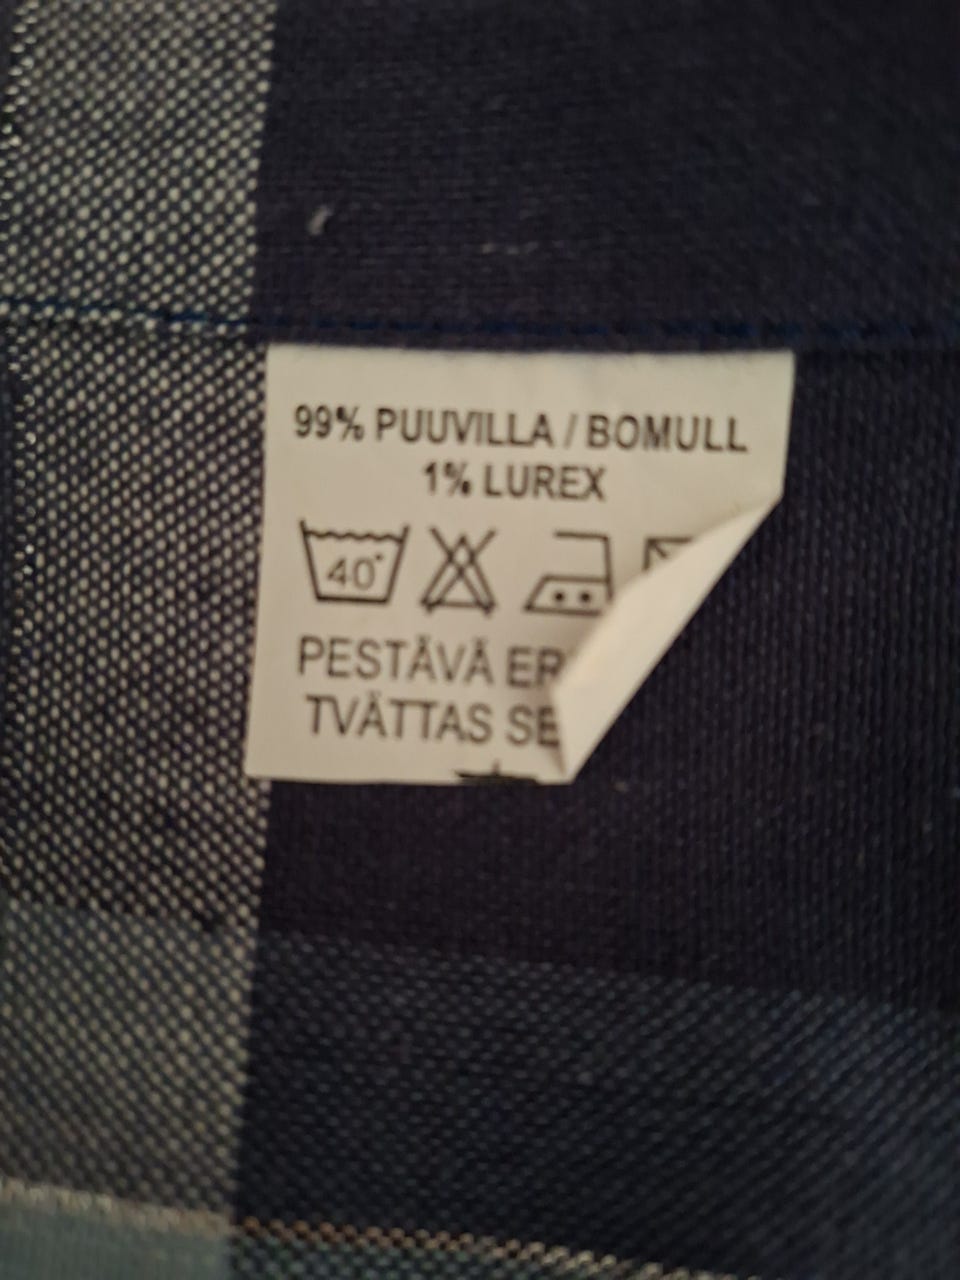 99% PUUVILLA / BOMULL
1% LUREX
40°
PESTÄVÄ ER
TVÄTTAS SE